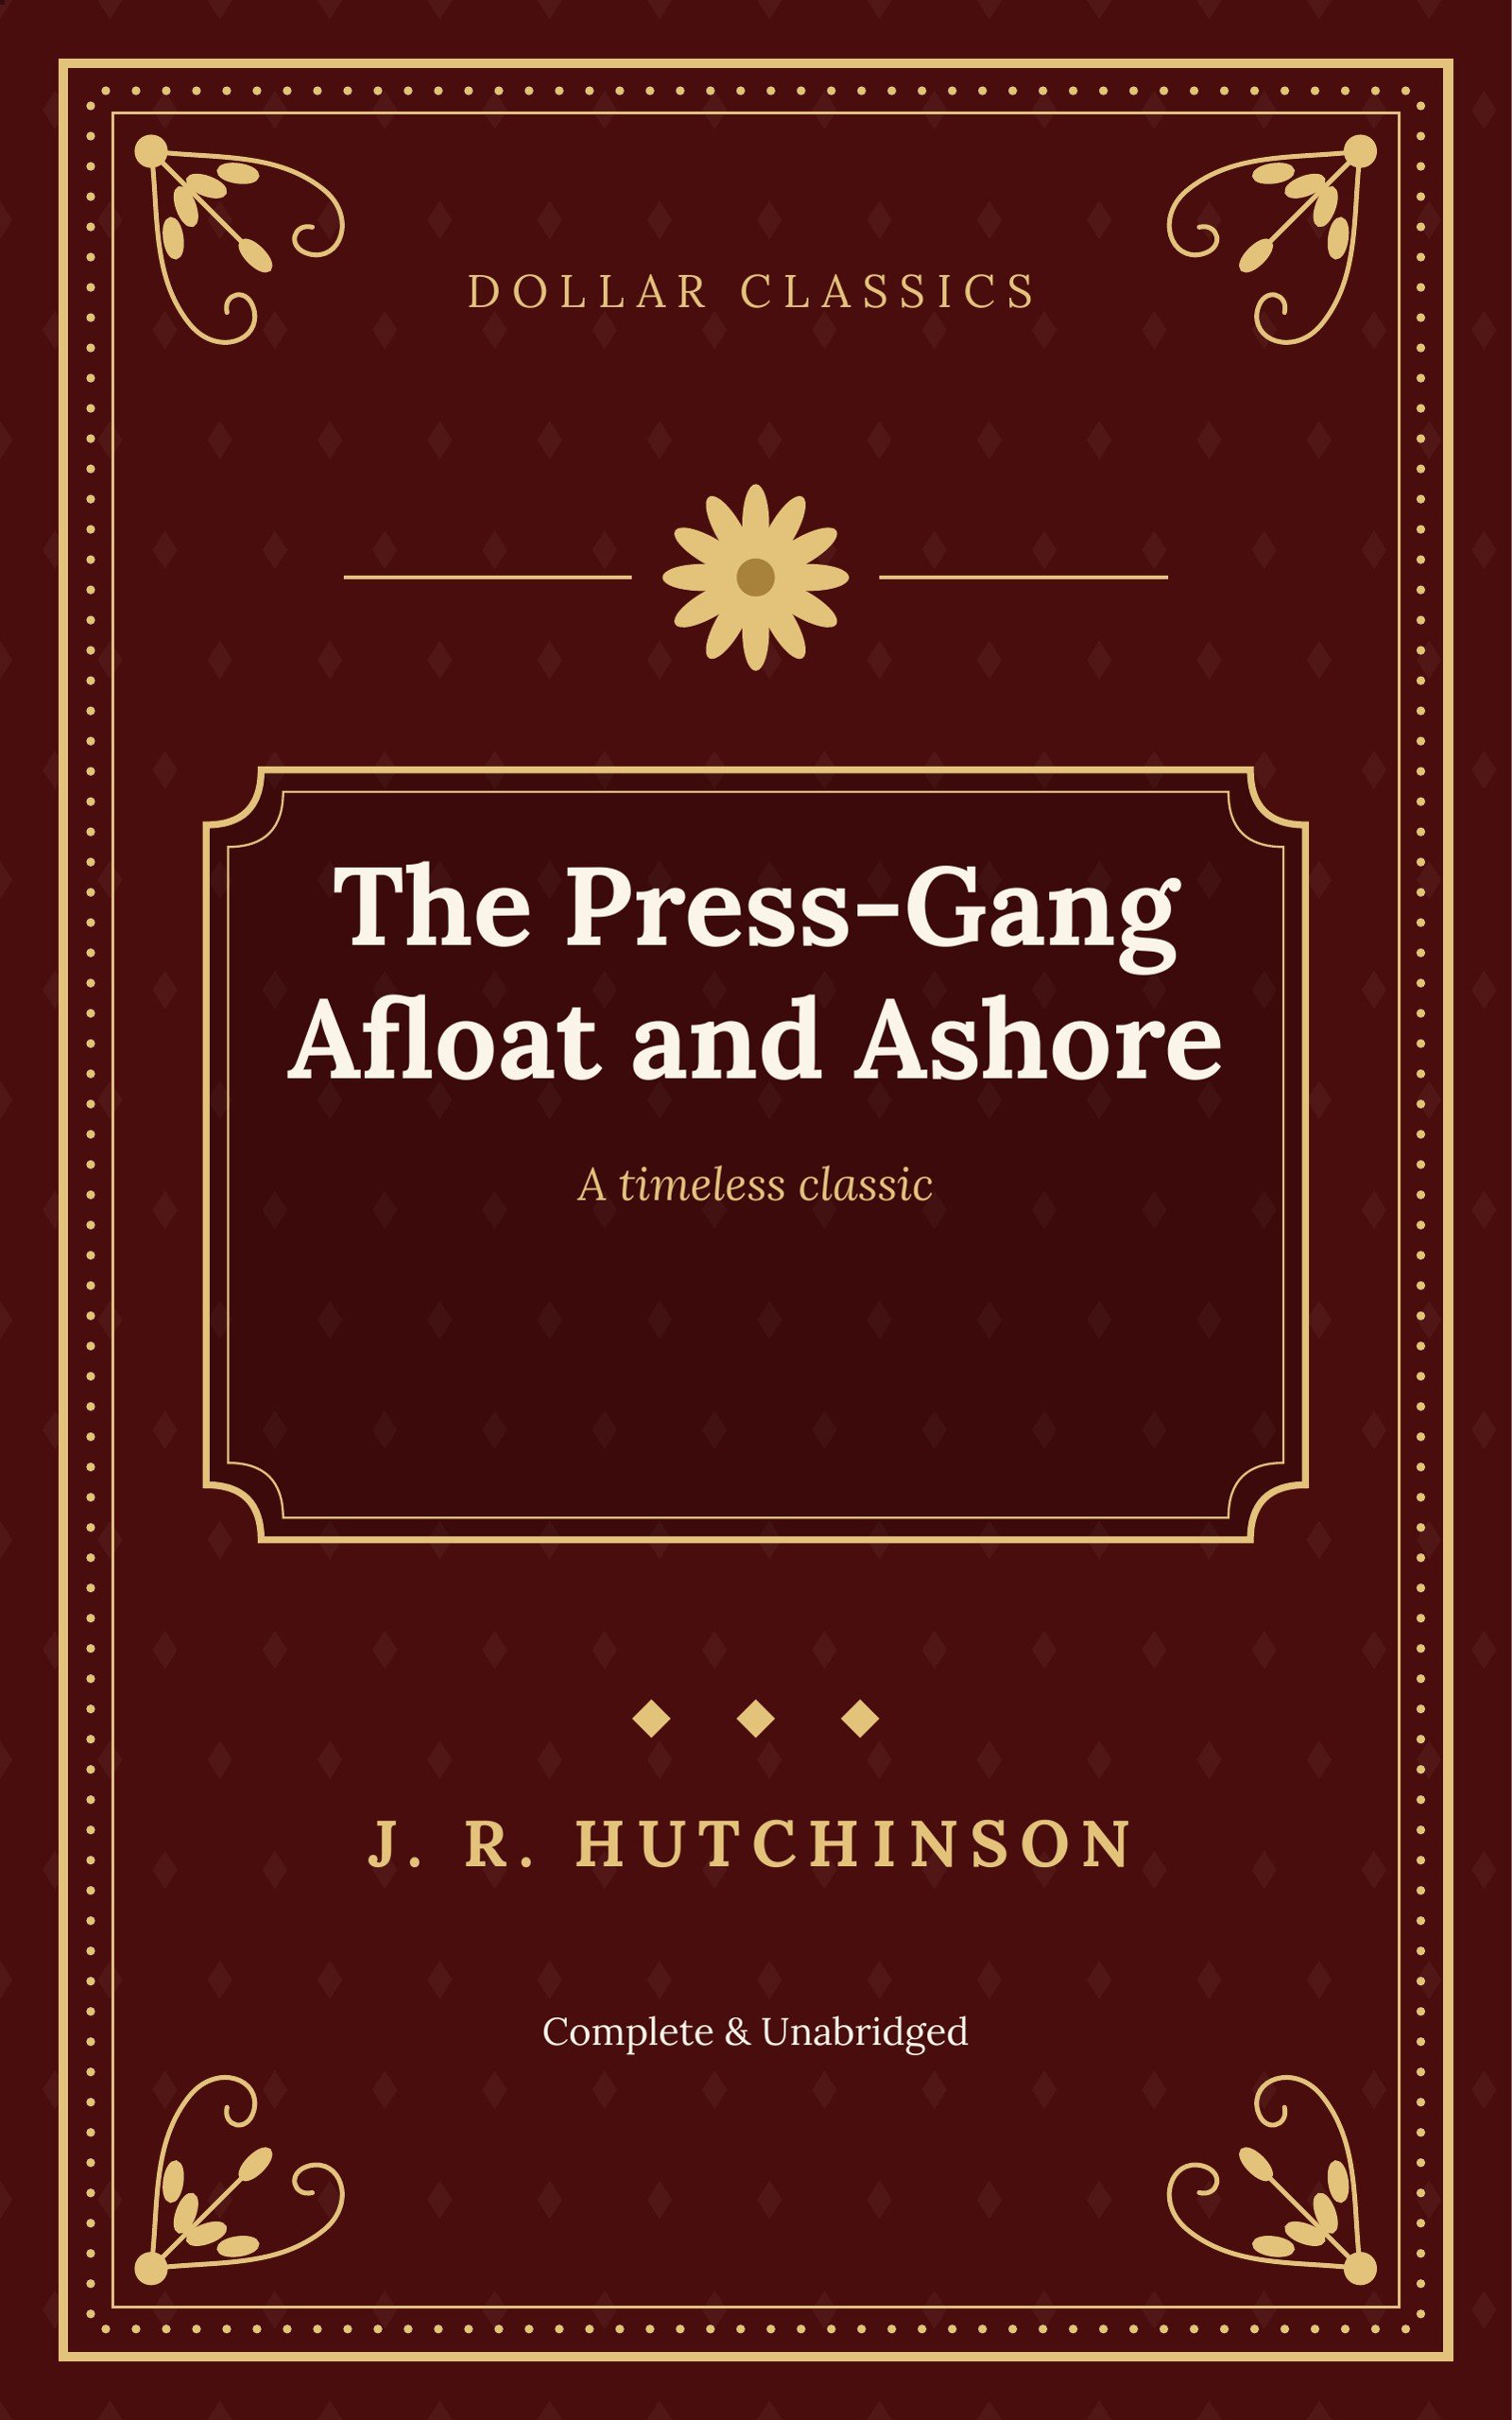 DOLLAR CLASSICS
The Press-Gang
Afloat and Ashore
A timeless classic
J. R. HUTCHINSON
Complete & Unabridged